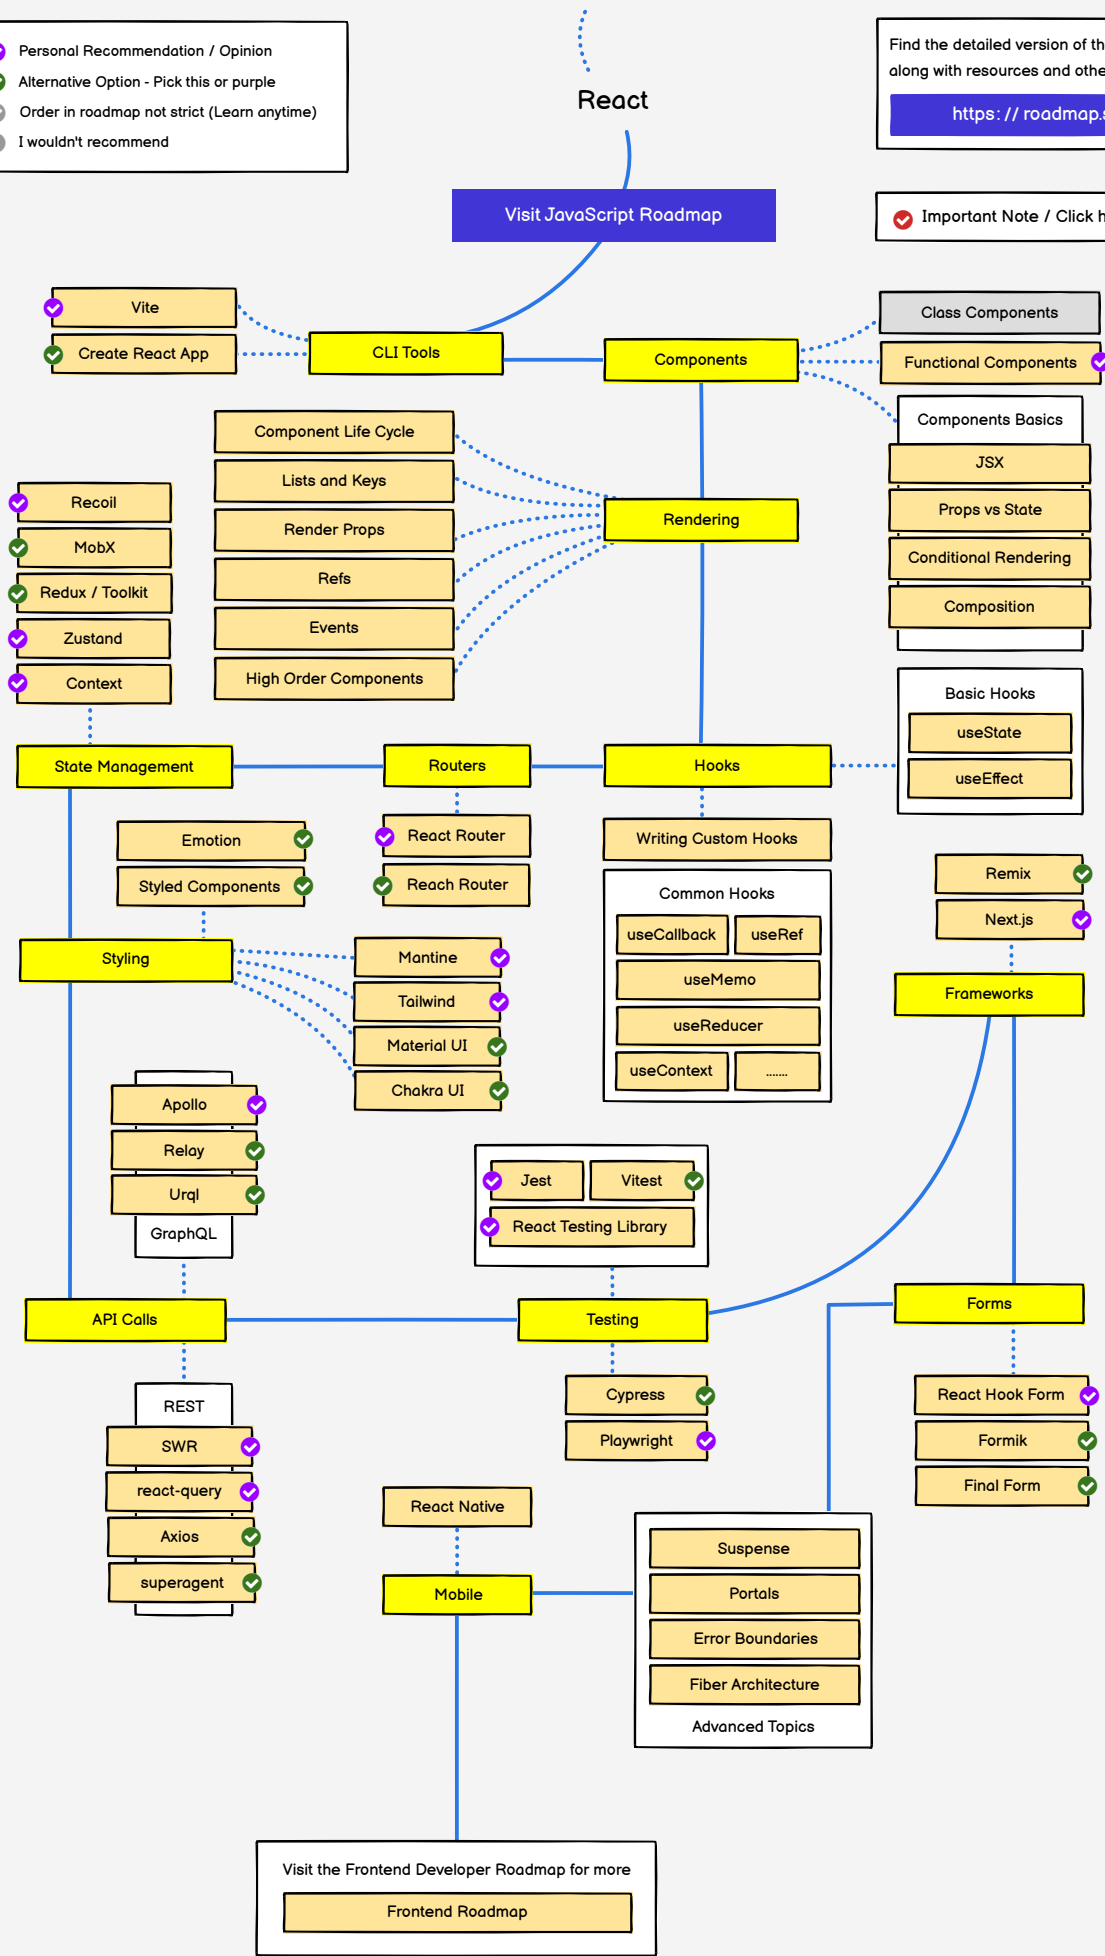 Personal Recommendation / Opinion
Alternative Option - Pick this or purple
Order in roadmap not strict (Learn anytime)
I wouldn't recommend
React
Find the detailed version of th
along with resources and othe
https: // roadmap.s
Visit JavaScript Roadmap
Important Note / Click h
Vite
Create React App
CLI Tools
Components
Class Components
Functional Components
Components Basics
JSX
Props vs State
Conditional Rendering
Composition
Component Life Cycle
Lists and Keys
Render Props
Refs
Events
High Order Components
Rendering
Recoil
MobX
Redux / Toolkit
Zustand
Context
State Management
Routers
Hooks
Basic Hooks
useState
useEffect
Emotion
Styled Components
React Router
Reach Router
Writing Custom Hooks
Common Hooks
useCallback
useRef
useMemo
useReducer
useContext
.......
Remix
Next.js
Frameworks
Styling
Mantine
Tailwind
Material UI
Chakra UI
Apollo
Relay
Urql
GraphQL
Jest
Vitest
React Testing Library
API Calls
Testing
Forms
REST
SWR
react-query
Axios
superagent
Cypress
Playwright
React Hook Form
Formik
Final Form
React Native
Mobile
Suspense
Portals
Error Boundaries
Fiber Architecture
Advanced Topics
Visit the Frontend Developer Roadmap for more
Frontend Roadmap